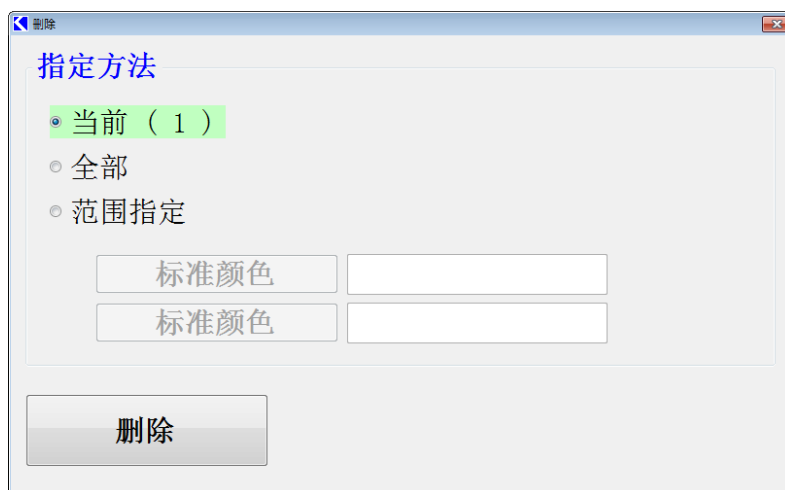 删除
指定方法
当前 （ 1 ）
全部
范围指定
标准颜色
标准颜色
删除